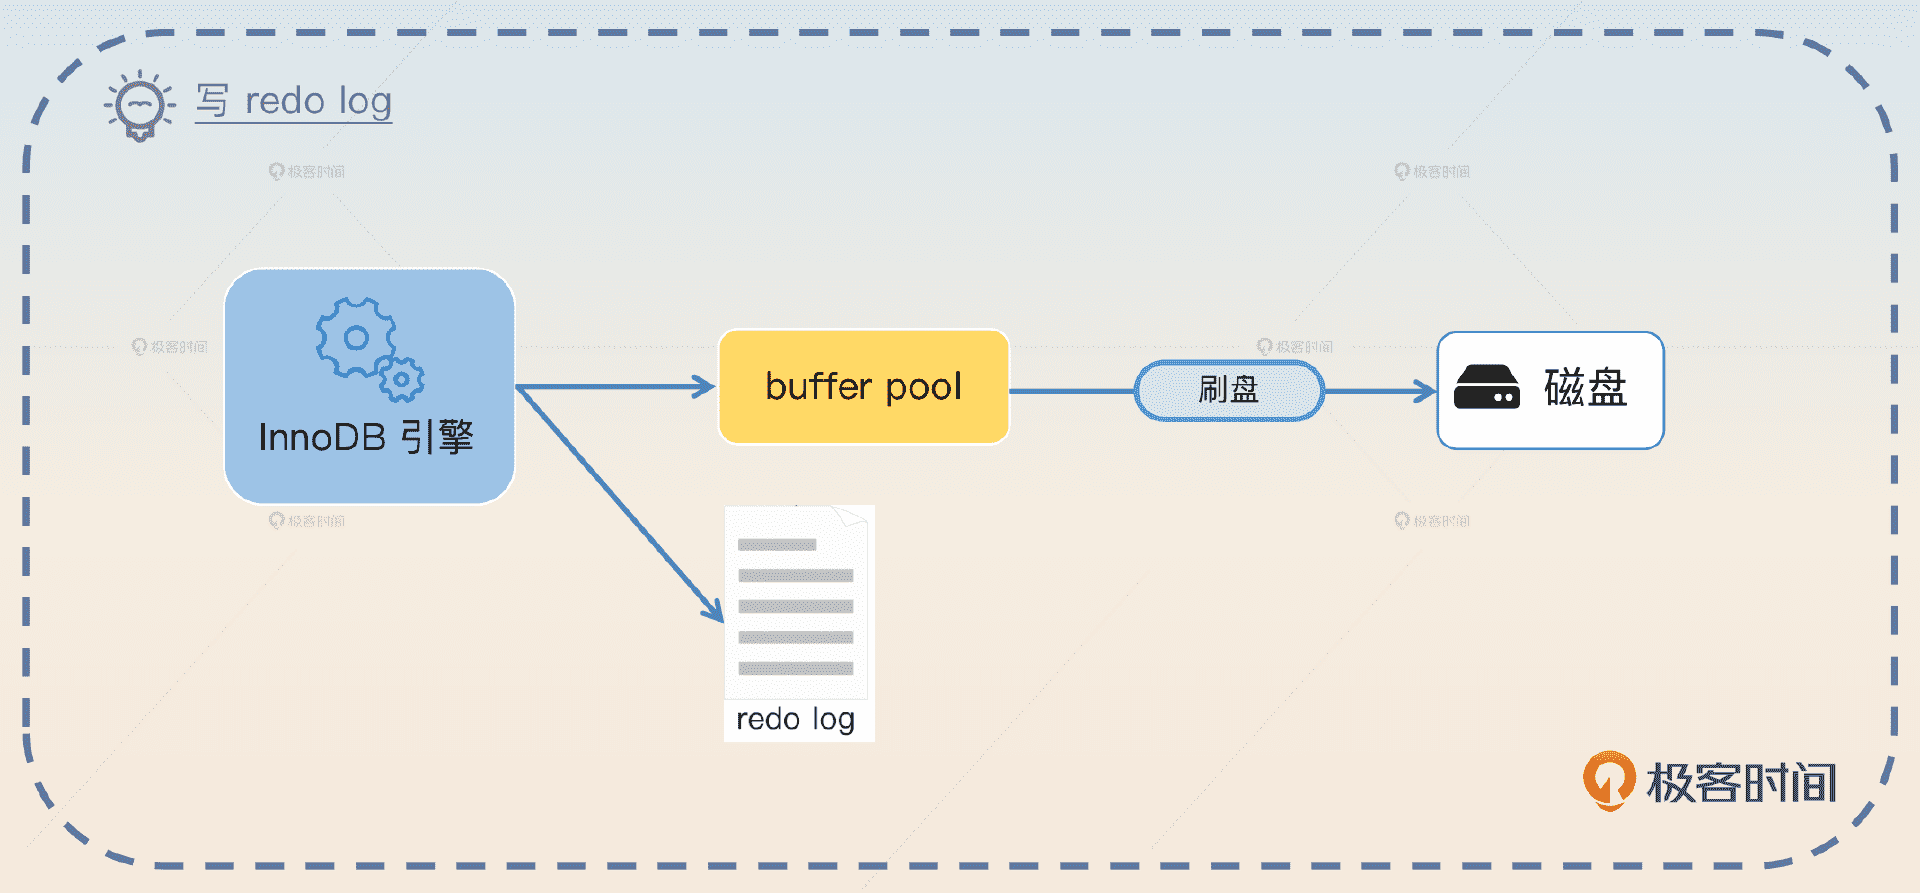 写 redo log
极客时间
极客时间
InnoDB 引擎
极客时间
buffer pool
极客时间
刷盘
磁盘
极客时间
极客时间
redo log
极客时间